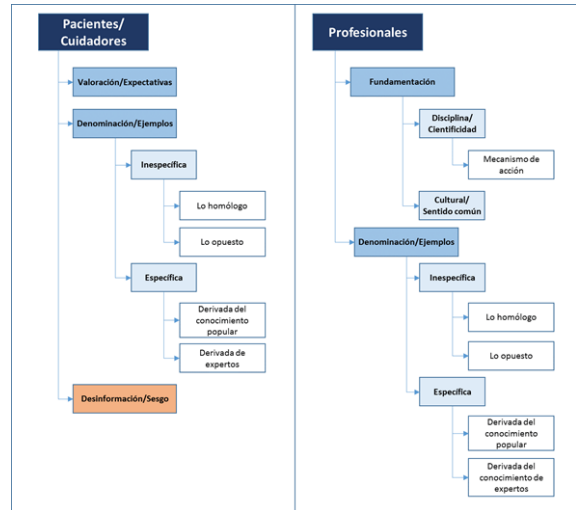 Pacientes/
Cuidadores
Valoración/Expectativas
Denominación/Ejemplos
Inespecífica
Lo homólogo
Lo opuesto
Específica
Derivada del
conocimiento
popular
Derivada de
expertos
Desinformación/Sesgo
Profesionales
Fundamentación
Disciplina/
Cientificidad
Mecanismo de
acción
Cultural/
Sentido común
Denominación/Ejemplos
Inespecífica
Lo homólogo
Lo opuesto
Específica
Derivada del
conocimiento
popular
Derivada del
conocimiento de
expertos